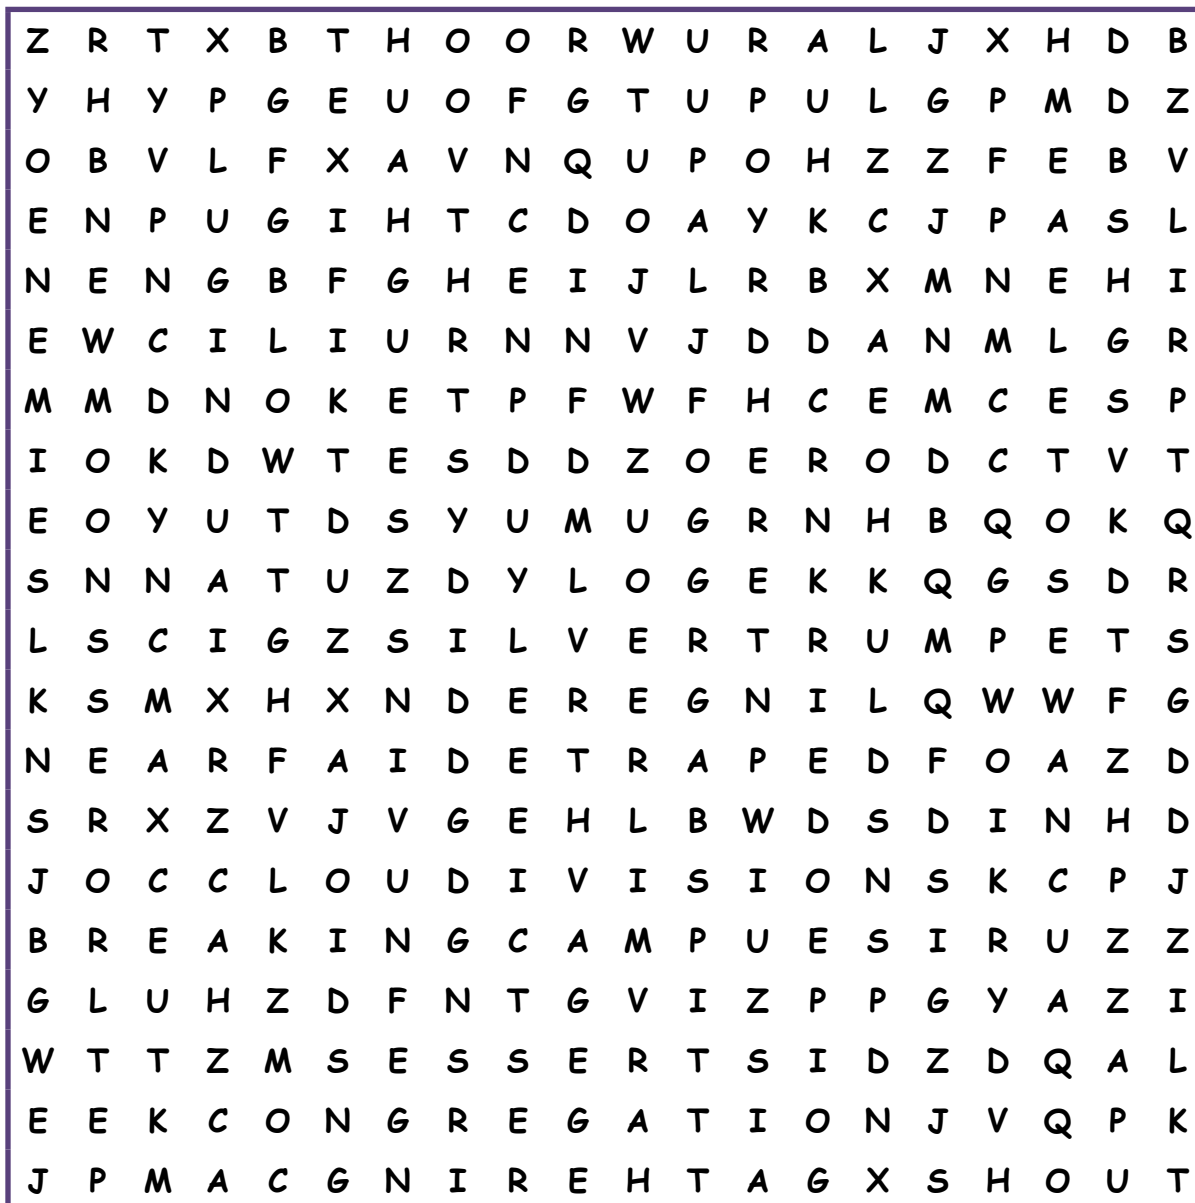 Z R T X B T H O O R W U R A L J X H D B
Y H Y P G E U O F G T U P U L G P M D Z
O B V L F X A V N Q U P O H Z Z F E B V
E N P U G I H T C D O A Y K C J P A S L
N E N G B F G H E I J L R B X M N E H I
E W C I L I U R N N V J D D A N M L G R
M M D N O K E T P F W F H C E M C E S P
I O K D W T E S D D Z O E R O D C T V T
E O Y U T D S Y U M U G R N H B Q O K Q
S N N A T U Z D Y L O G E K K Q G S D R
L S C I G Z S I L V E R T R U M P E T S
K S M X H X N D E R E G N I L Q W W F G
N E A R F A I D E T R A P E D F O A Z D
S R X Z V J V G E H L B W D S D I N H D
J O C C L O U D I V I S I O N S K C P J
B R E A K I N G C A M P U E S I R U Z Z
G L U H Z D F N T G V I Z P P G Y A Z I
W T T Z M S E S S E R T S I D Z D Q A L
E E K C O N G R E G A T I O N J V Q P K
J P M A C G N I R E H T A G X S H O U T